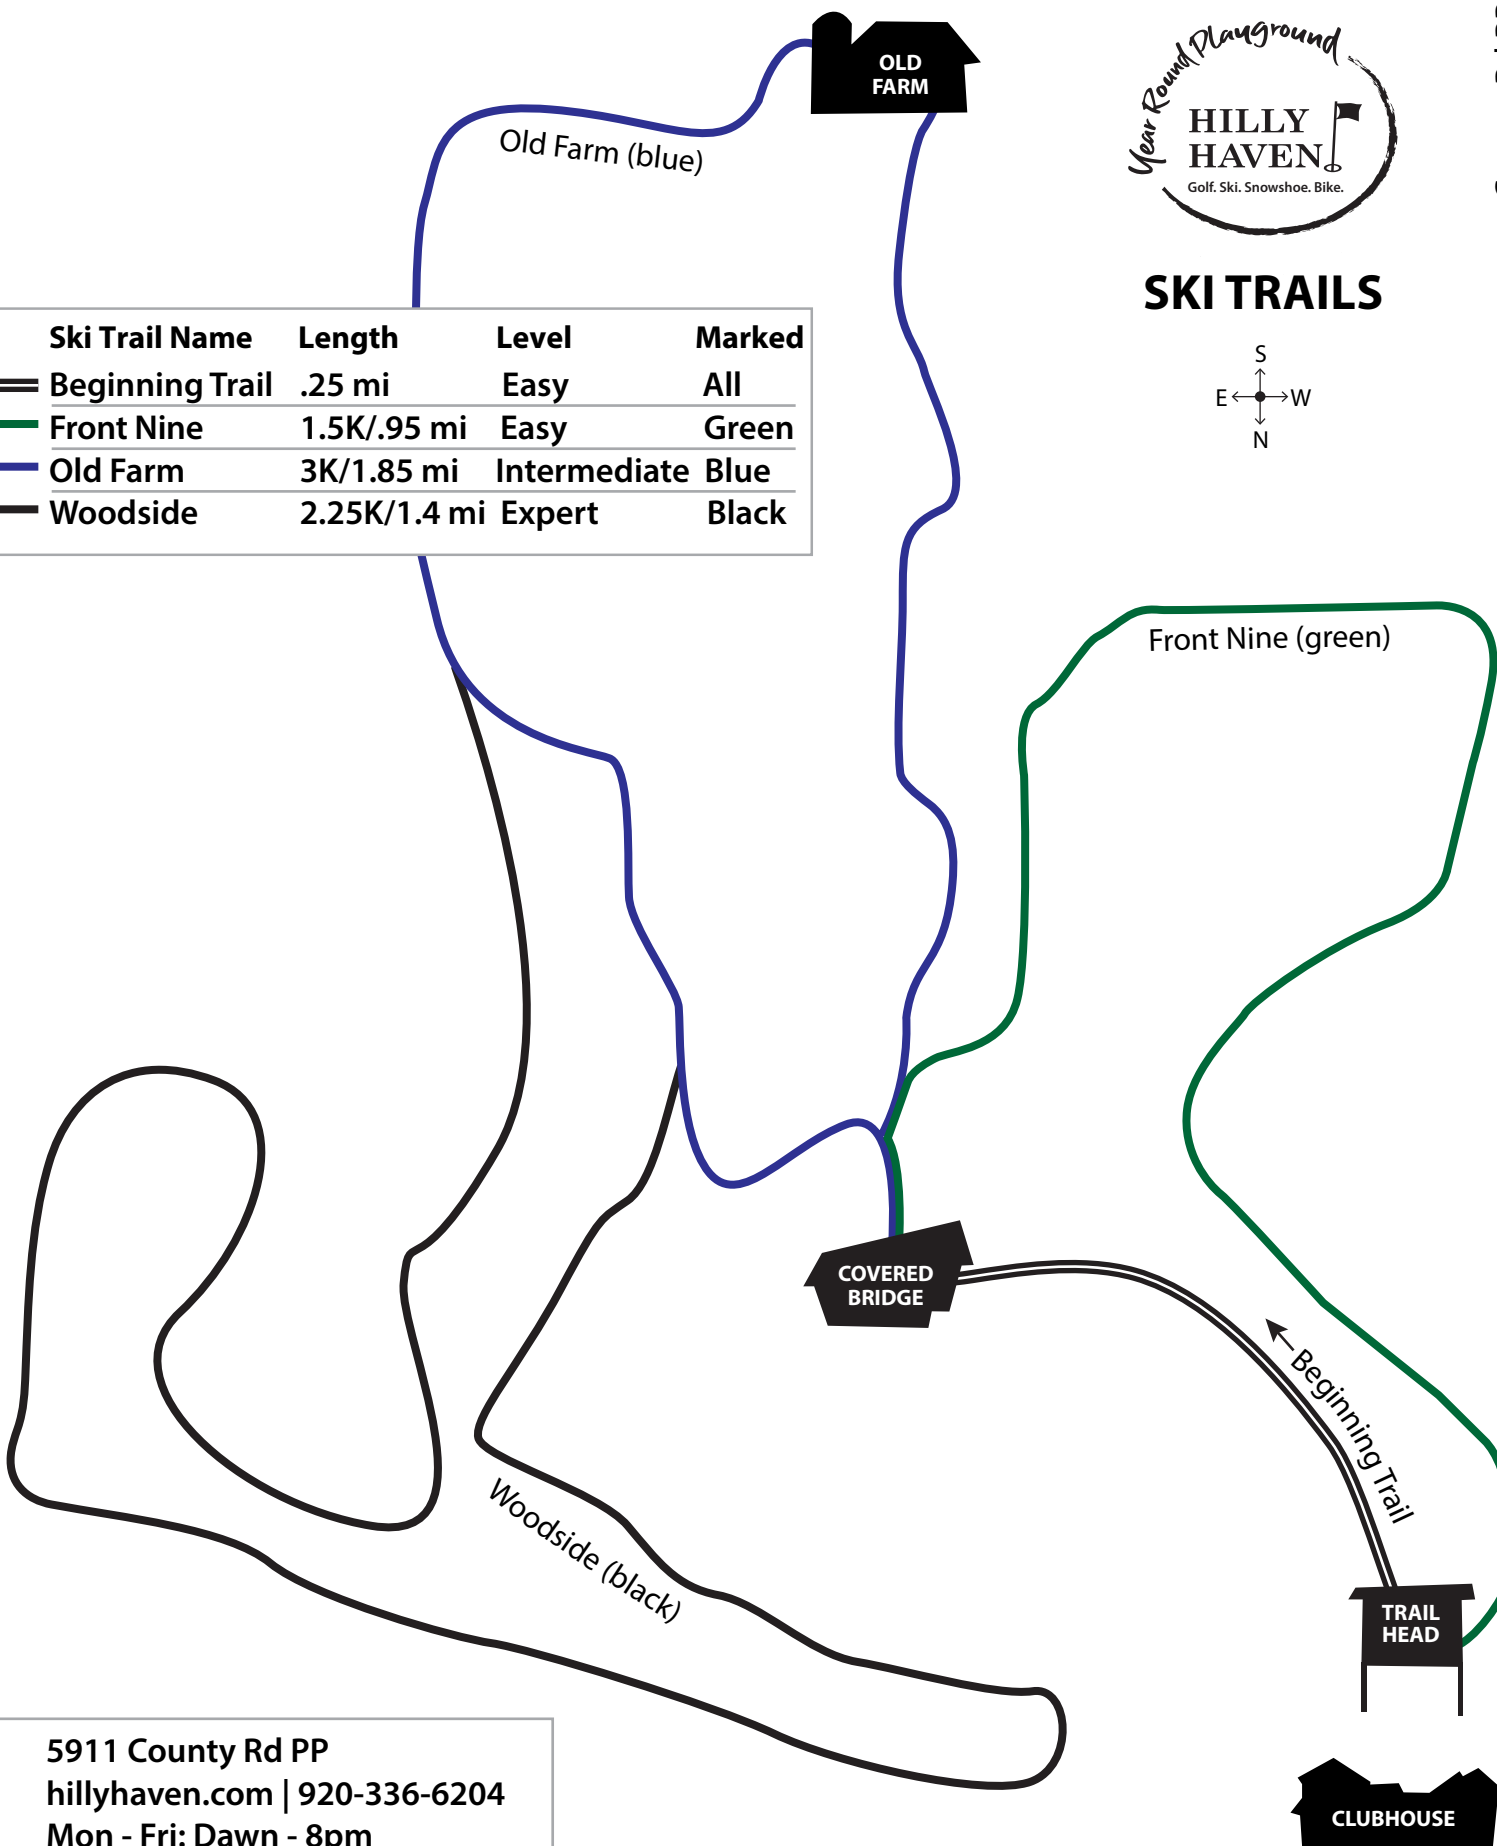 OLD
FARM
Year Round Playground
HILLY
HAVEN
Golf. Ski. Snowshoe. Bike.
Old Farm (blue)
SKI TRAILS
S
E W
N
Ski Trail Name Length Level Marked
Beginning Trail .25 mi Easy All
Front Nine 1.5K/.95 mi Easy Green
Old Farm 3K/1.85 mi Intermediate Blue
Woodside 2.25K/1.4 mi Expert Black
Front Nine (green)
COVERED
BRIDGE
Beginning Trail
Woodside (black)
TRAIL
HEAD
5911 County Rd PP
hillyhaven.com | 920-336-6204
Mon - Fri: Dawn - 8pm
CLUBHOUSE